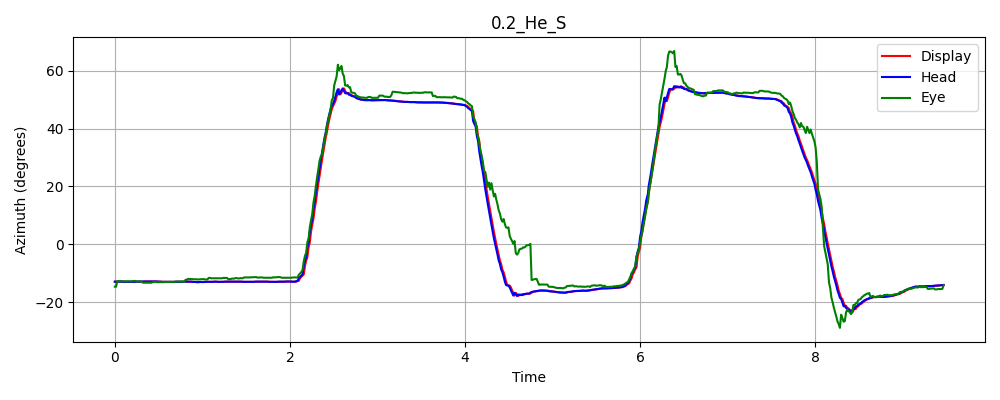 0.2_He_S
Display
Head
Eye
Azimuth (degrees)
60
40
20
0
−20
0 2 4 6 8
Time